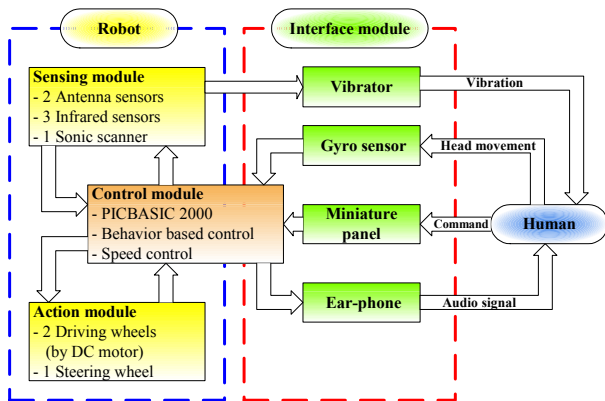 Robot
Interface module
Sensing module
- 2 Antenna sensors
- 3 Infrared sensors
- 1 Sonic scanner
Vibrator
Vibration
Gyro sensor
Head movement
Control module
- PICBASIC 2000
- Behavior based control
- Speed control
Miniature
panel
Command
Human
Action module
- 2 Driving wheels
(by DC motor)
- 1 Steering wheel
Ear-phone
Audio signal